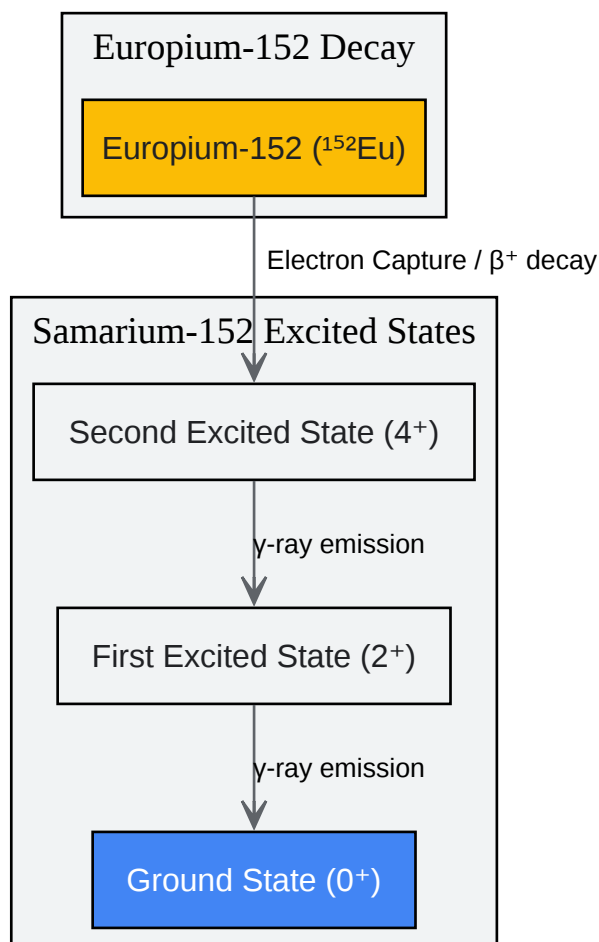 Europium-152 Decay
Europium-152 (¹⁵²Eu)
Electron Capture / β⁺ decay
Samarium-152 Excited States
Second Excited State (4⁺)
γ-ray emission
First Excited State (2⁺)
γ-ray emission
Ground State (0⁺)